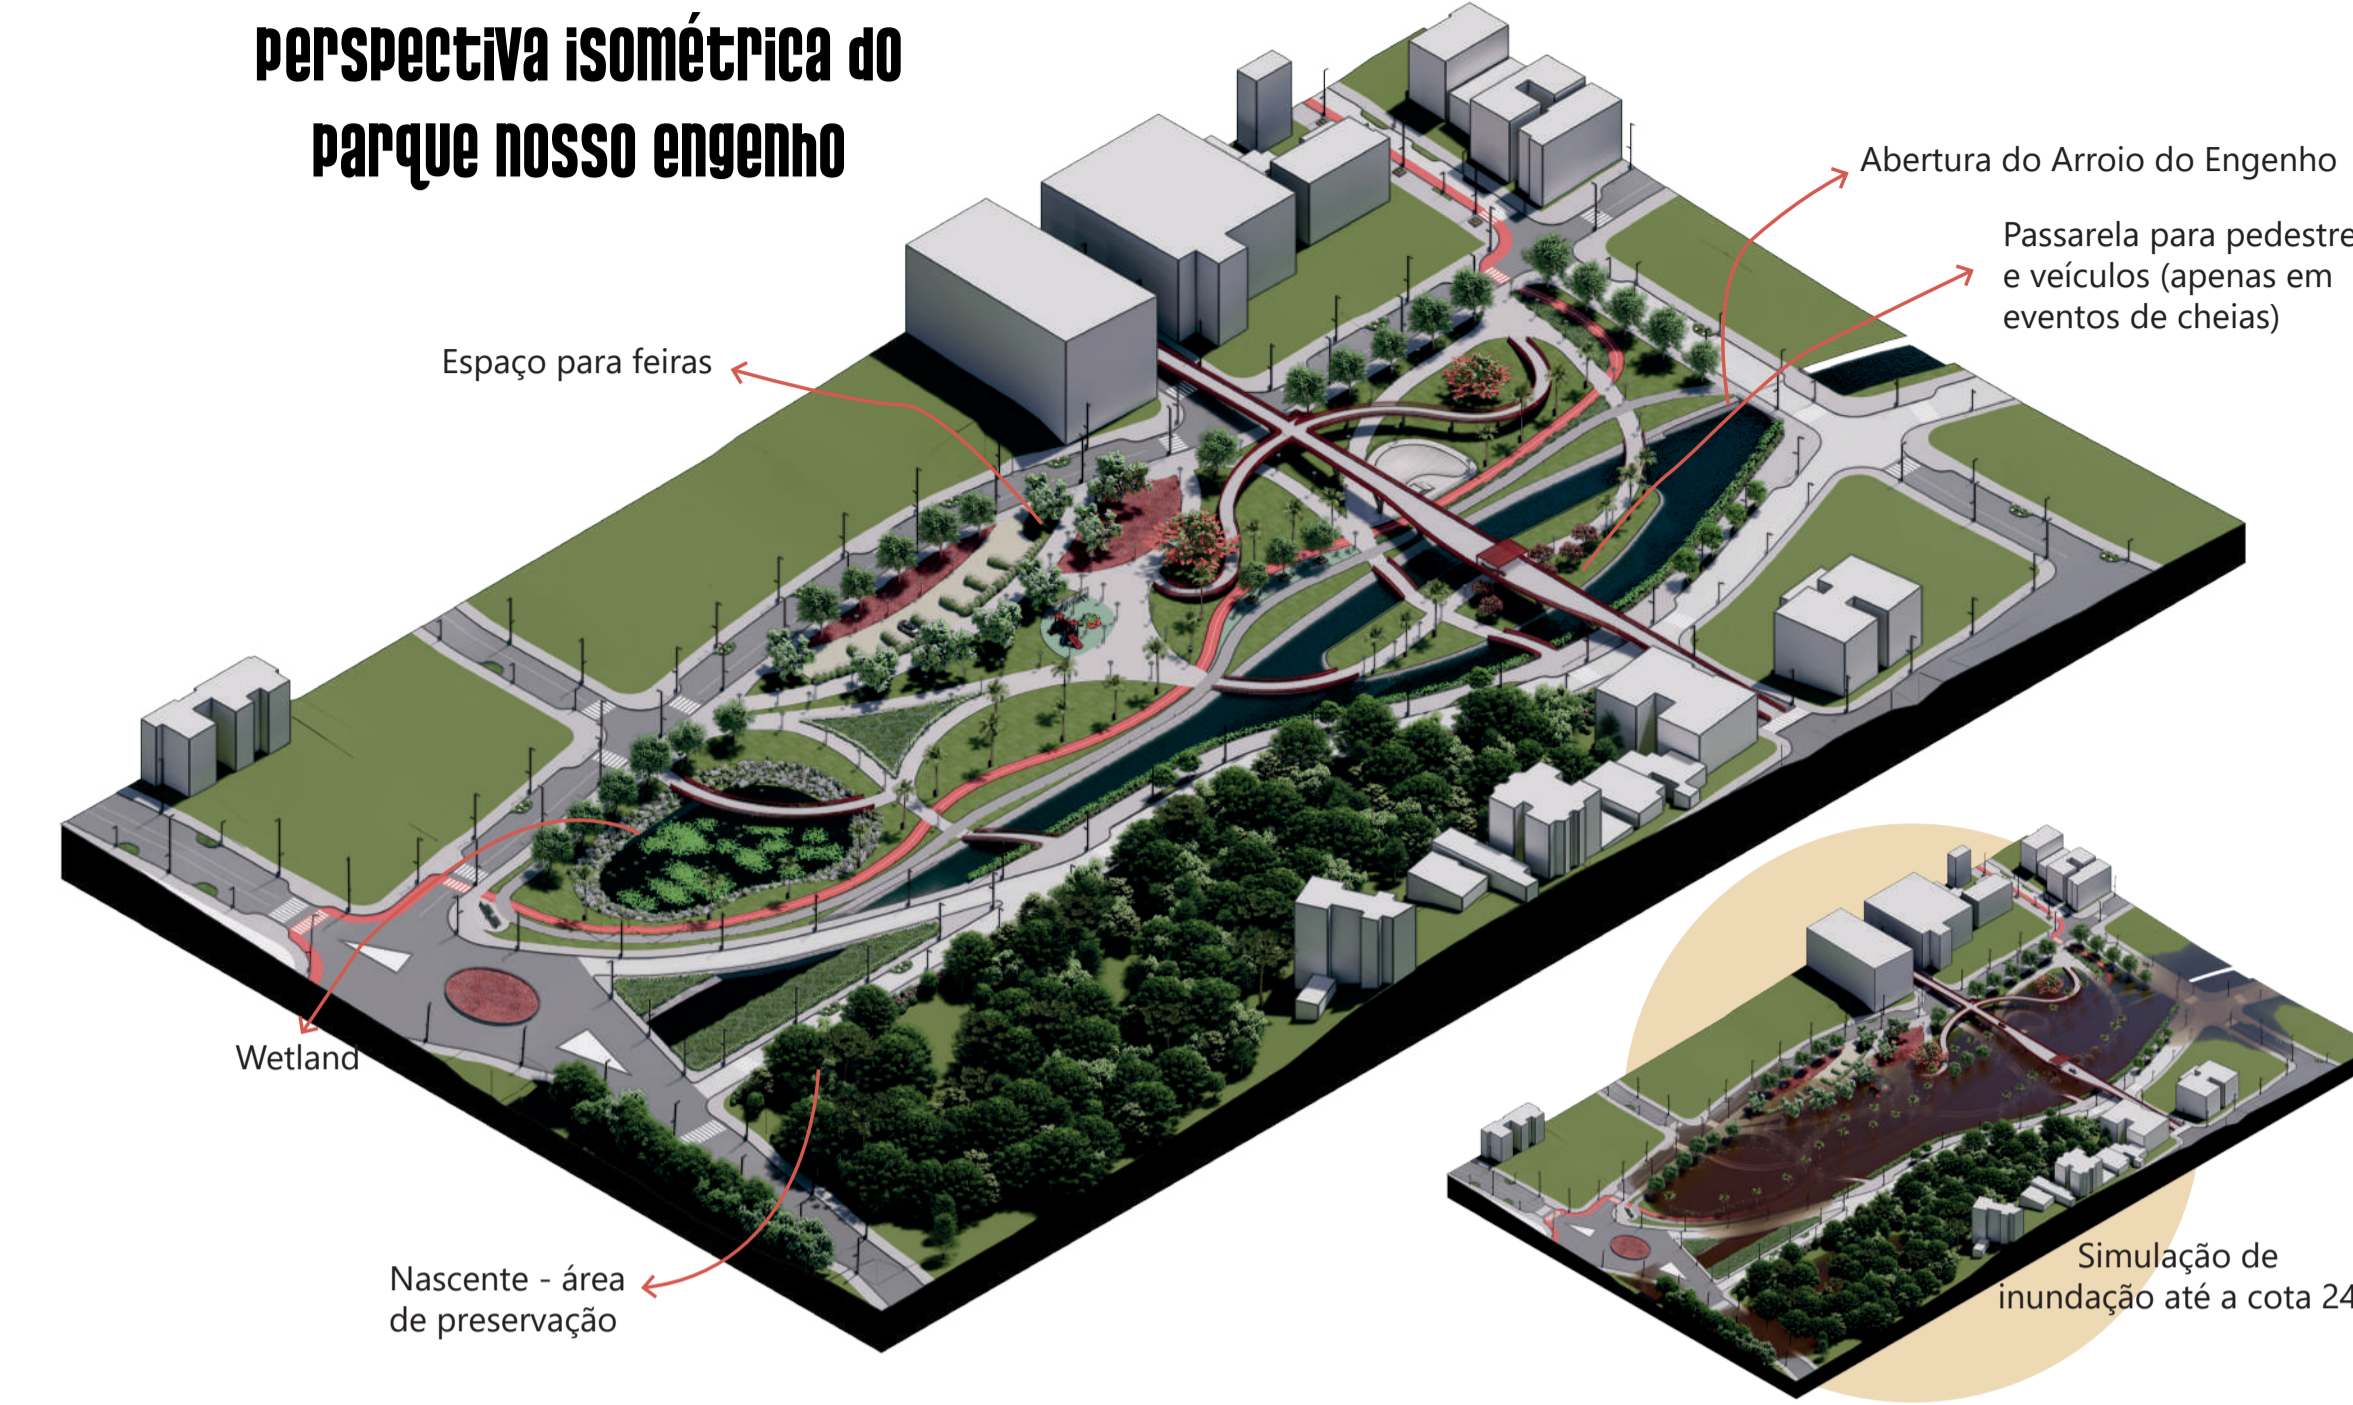 perspectiva isométrica do
parque nosso engenho
Abertura do Arroio do Engenho
Passarela para pedestre
e veículos (apenas em
eventos de cheias)
Espaço para feiras
Wetland
Nascente - área
de preservação
Simulação de
inundação até a cota 24